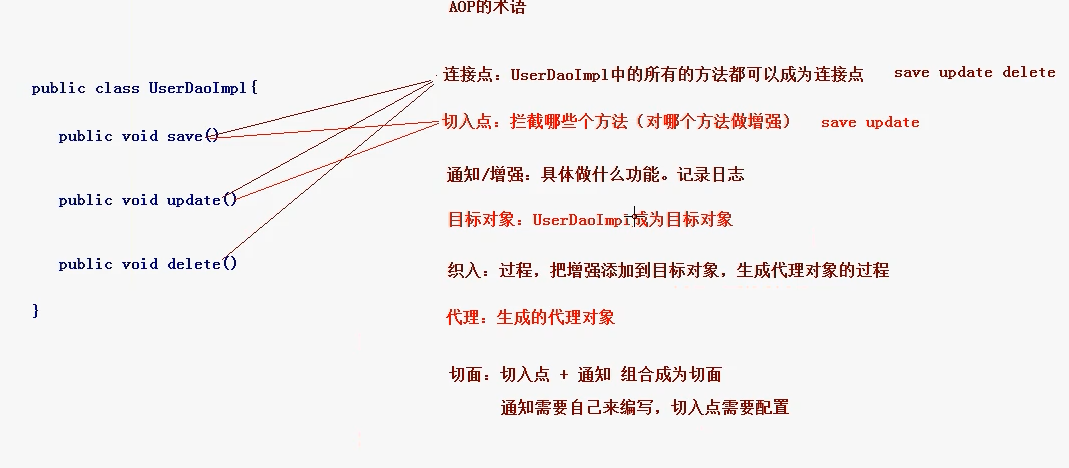 AOP的术语
连接点：UserDaoImpl中的所有的方法都可以成为连接点 save update delete
public class UserDaoImpl{
切入点：拦截哪些个方法（对哪个方法做增强） save update
public void save()
通知/增强：具体做什么功能。记录日志
public void update()
目标对象：UserDaoImpl成为目标对象
public void delete()
织入：过程，把增强添加到目标对象，生成代理对象的过程
}
代理：生成的代理对象
切面：切入点 + 通知 组合成为切面
通知需要自己来编写，切入点需要配置